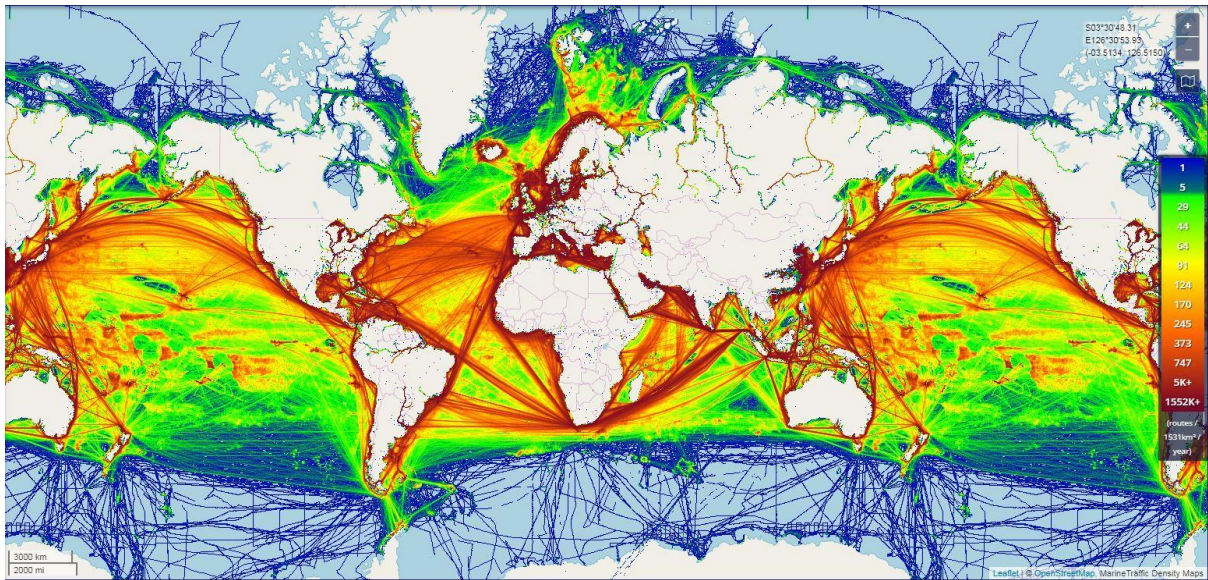 S03°30'48.31
E126°30'53.93
(-03.5134, 126.5150)
+
−
1
5
29
44
64
91
124
170
245
373
747
5K+
1552K+
(routes /
1531km² /
year)
3000 km
2000 mi
Leaflet | © OpenStreetMap, MarineTraffic Density Maps